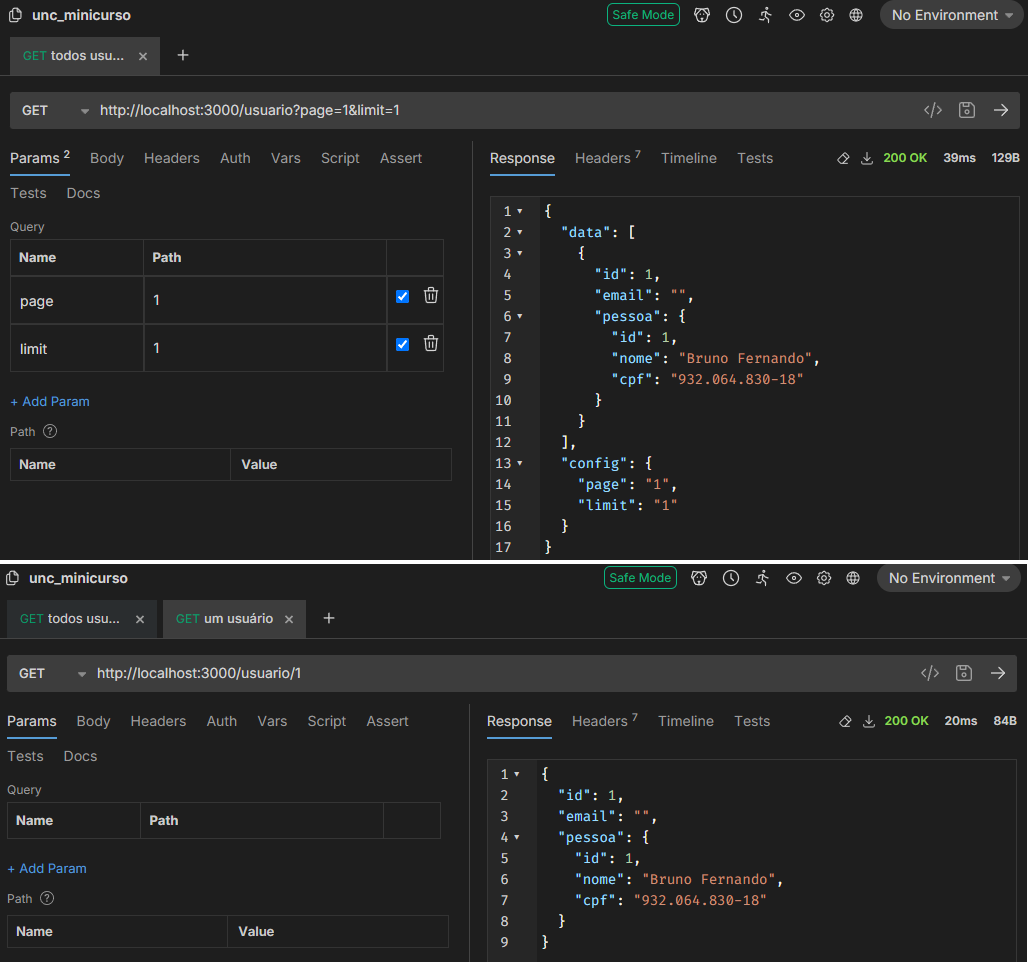 unc_minicurso
Safe Mode
No Environment
GET todos usu...
GET
http://localhost:3000/usuario?page=1&limit=1
Params 2 Body Headers Auth Vars Script Assert
Tests Docs
Query
Name Path
page 1
limit 1
+ Add Param
Path ?
Name Value
Response Headers 7 Timeline Tests 200 OK 39ms 129B
1 {
2 "data": [
3 {
4 "id": 1,
5 "email": "",
6 "pessoa": {
7 "id": 1,
8 "nome": "Bruno Fernando",
9 "cpf": "932.064.830-18"
10 }
11 }
12 ],
13 "config": {
14 "page": "1",
15 "limit": "1"
16 }
17 }
unc_minicurso
Safe Mode
No Environment
GET todos usu...
GET um usuário
GET
http://localhost:3000/usuario/1
Params Body Headers Auth Vars Script Assert
Tests Docs
Query
Name Path
+ Add Param
Path ?
Name Value
Response Headers 7 Timeline Tests 200 OK 20ms 84B
1 {
2 "id": 1,
3 "email": "",
4 "pessoa": {
5 "id": 1,
6 "nome": "Bruno Fernando",
7 "cpf": "932.064.830-18"
8 }
9 }